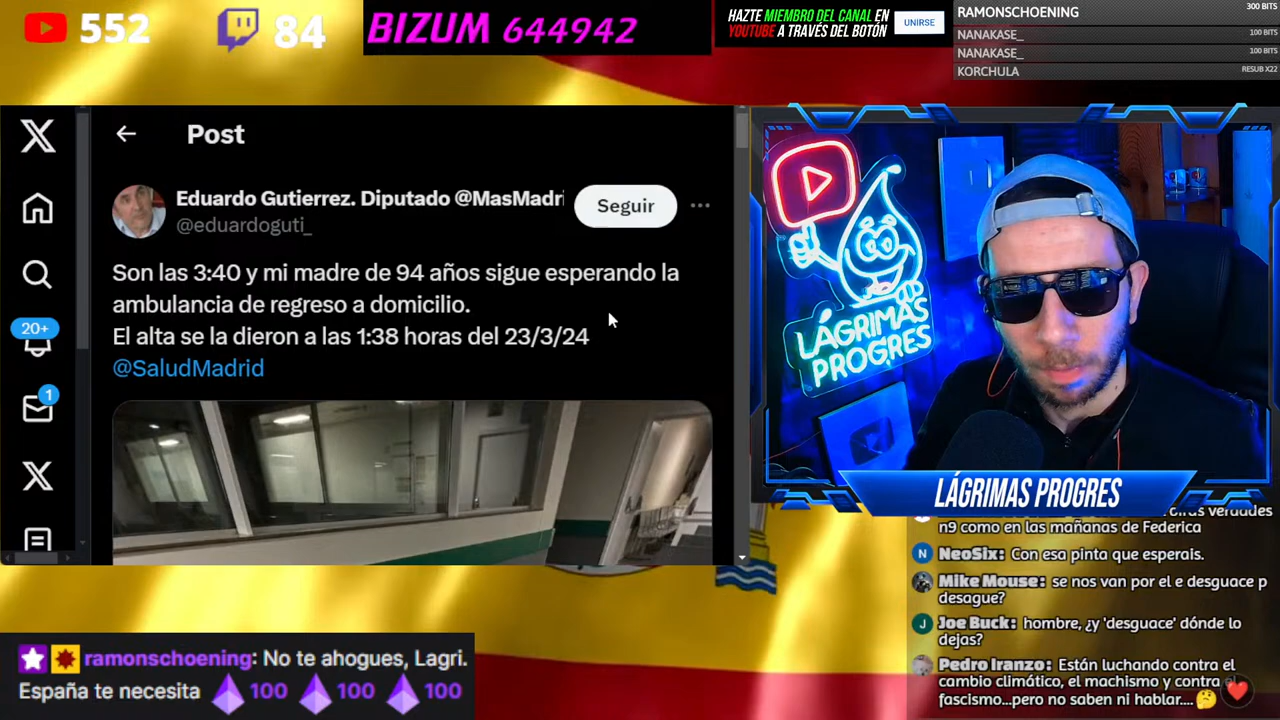 552
84
BIZUM 644942
HAZTE MIEMBRO DEL CANAL EN
YOUTUBE A TRAVÉS DEL BOTÓN
UNIRSE
RAMONSCHOENING 300 BITS
NANAKASE_ 100 BITS
NANAKASE_ 100 BITS
KORCHULA RESUB X22
Post
Eduardo Gutierrez. Diputado @MasMadri
@eduardoguti_
Seguir
Son las 3:40 y mi madre de 94 años sigue esperando la
ambulancia de regreso a domicilio.
El alta se la dieron a las 1:38 horas del 23/3/24
@SaludMadrid
20+
1
LÁGRIMAS
PROGRES
LÁGRIMAS PROGRES
verdades
n9 como en las mañanas de Federica
N NeoSix: Con esa pinta que esperais.
Mike Mouse: se nos van por el e desguace p
desague?
J Joe Buck: hombre, ¿y 'desguace' dónde lo
dejas?
Pedro iranzo: Están luchando contra el
cambio climático, el machismo y contra e
fascismo...pero no saben ni hablar....
ramonschoening: No te ahogues, Lagri.
España te necesita 100 100 100